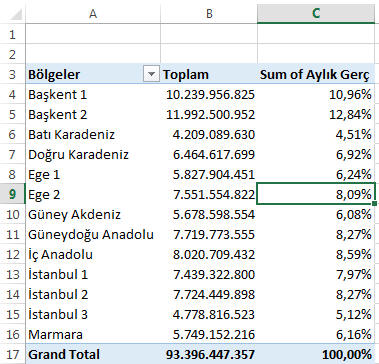 A B C
1
2
3 Bölgeler Toplam Sum of Aylık Gerç
4 Başkent 1 10.239.956.825 10,96%
5 Başkent 2 11.992.500.952 12,84%
6 Batı Karadeniz 4.209.089.630 4,51%
7 Doğru Karadeniz 6.464.617.699 6,92%
8 Ege 1 5.827.904.451 6,24%
9 Ege 2 7.551.554.822 8,09%
10 Güney Akdeniz 5.678.598.554 6,08%
11 Güneydoğu Anadolu 7.719.773.555 8,27%
12 İç Anadolu 8.020.709.432 8,59%
13 İstanbul 1 7.439.322.800 7,97%
14 İstanbul 2 7.724.449.898 8,27%
15 İstanbul 3 4.778.816.523 5,12%
16 Marmara 5.749.152.216 6,16%
17 Grand Total 93.396.447.357 100,00%